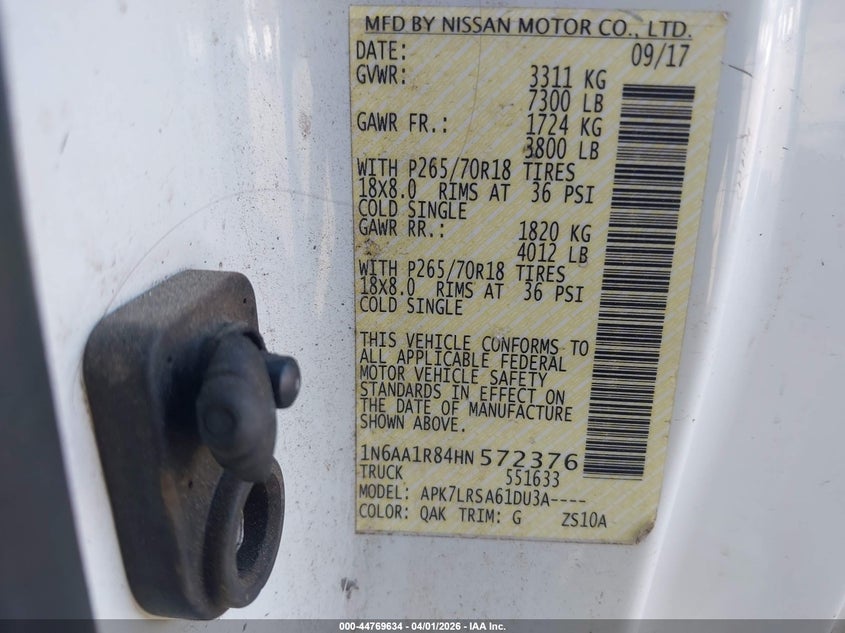 MFD BY NISSAN MOTOR CO., LTD.
DATE: 09/17
GVWR: 3311 KG
7300 LB
GAWR FR.: 1724 KG
3800 LB
WITH P265/70R18 TIRES
18X8.0 RIMS AT 36 PSI
COLD SINGLE
GAWR RR.: 1820 KG
4012 LB
WITH P265/70R18 TIRES
18X8.0 RIMS AT 36 PSI
COLD SINGLE
THIS VEHICLE CONFORMS TO
ALL APPLICABLE FEDERAL
MOTOR VEHICLE SAFETY
STANDARDS IN EFFECT ON
THE DATE OF MANUFACTURE
SHOWN ABOVE.
1N6AA1R84HN572376
TRUCK 551633
MODEL: APK7LRSA61DU3A----
COLOR: QAK TRIM: G ZS10A
000-44769634 - 04/01/2026 - IAA Inc.